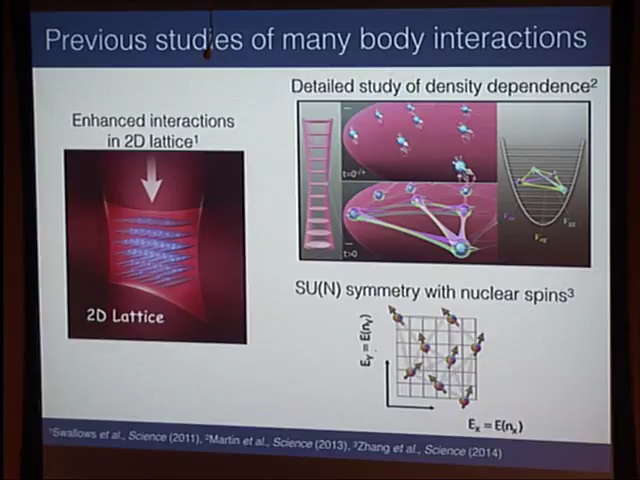 Previous studies of many body interactions
Enhanced interactions
in 2D lattice¹
2D Lattice
Detailed study of density dependence²
t=0⁻ᐟ⁺
t>0
SU(N) symmetry with nuclear spins³
Eᵧ = E(nᵧ)
Eₓ = E(nₓ)
¹Swallows et al., Science (2011), ²Martin et al., Science (2013), ³Zhang et al., Science (2014)